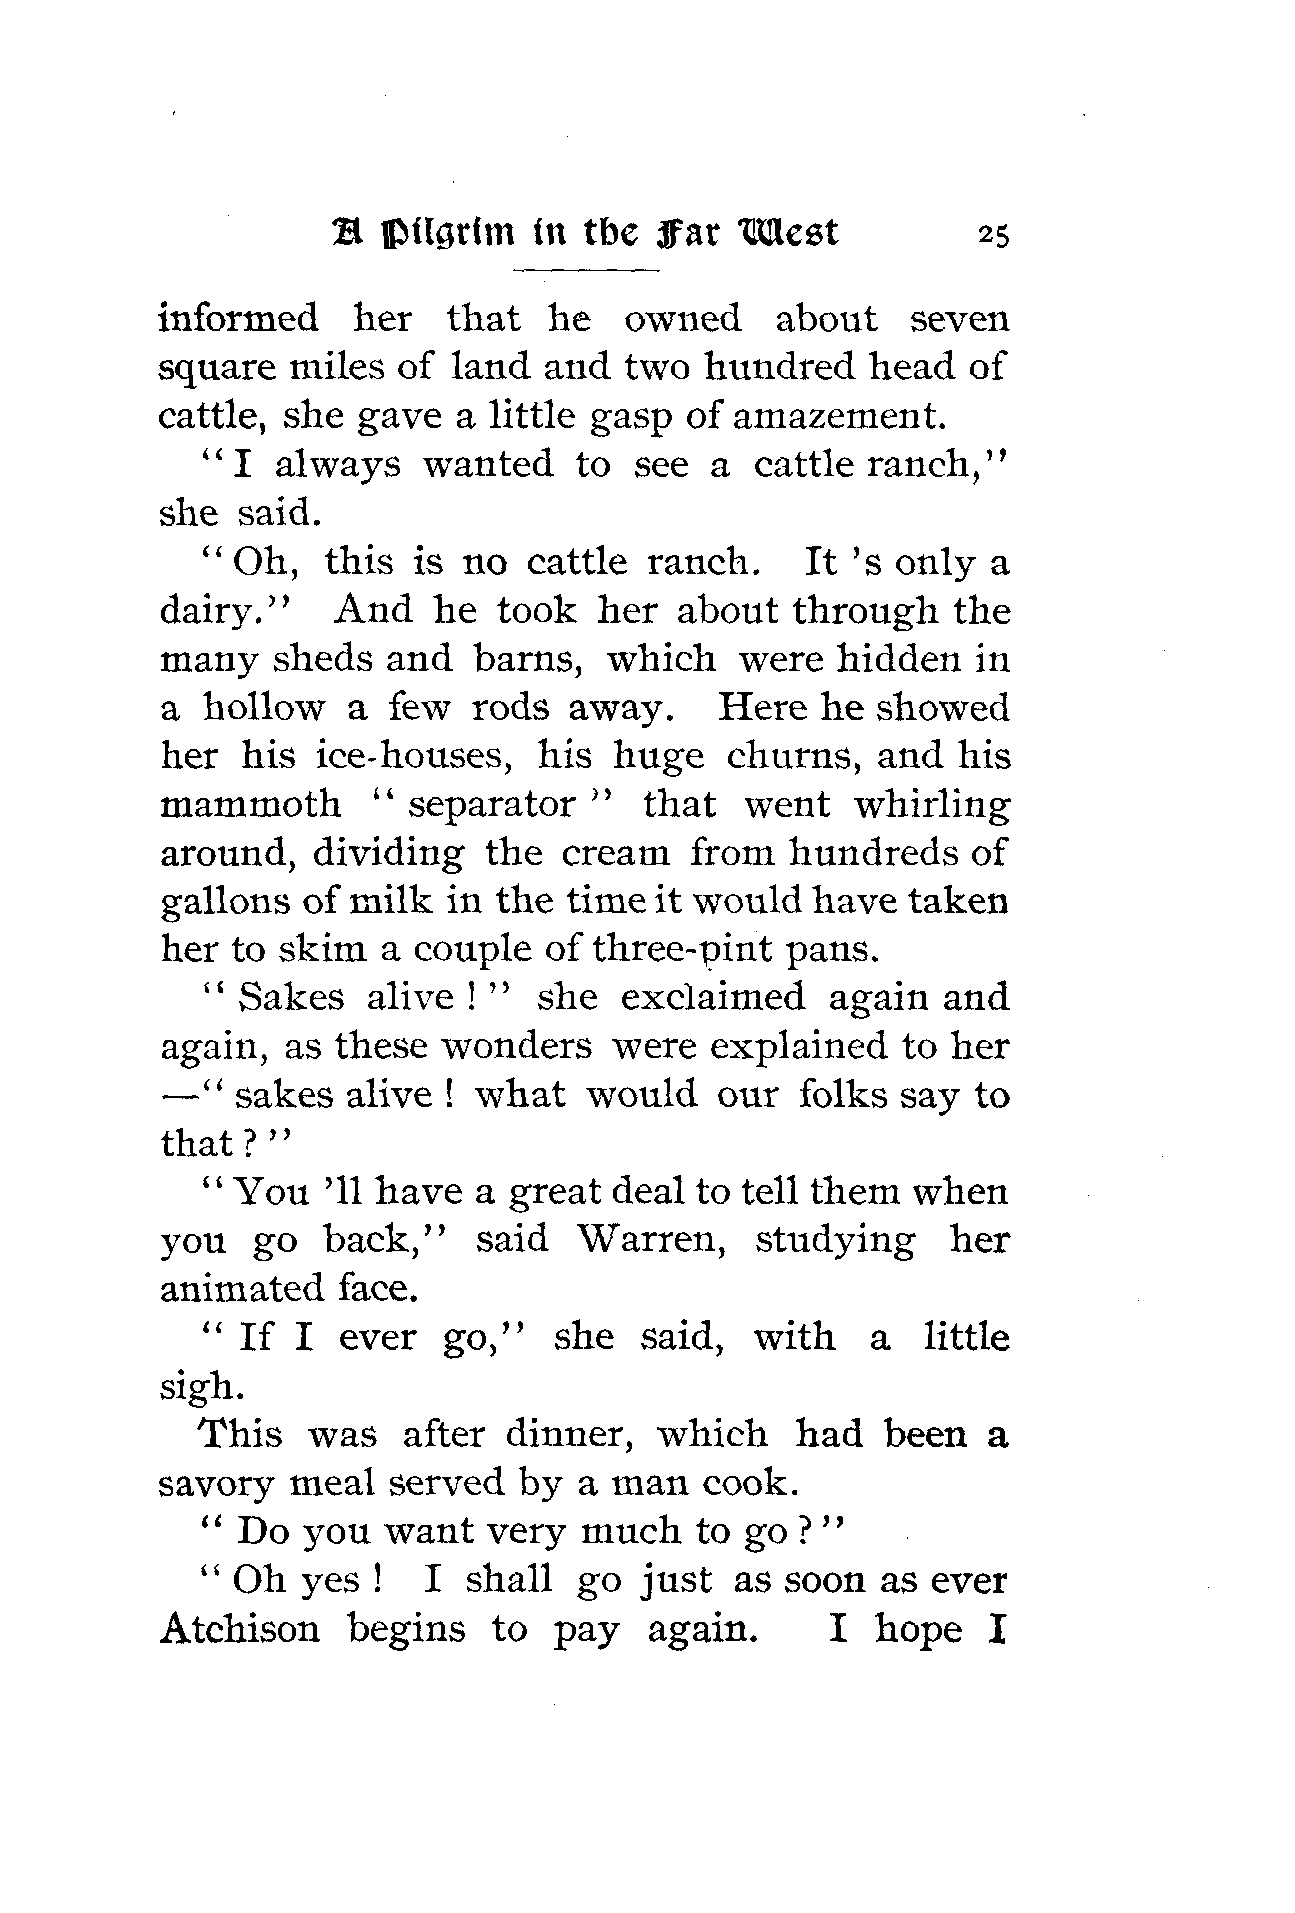 A Pilgrim in the Far West 25
informed her that he owned about seven
square miles of land and two hundred head of
cattle, she gave a little gasp of amazement.
“I always wanted to see a cattle ranch,”
she said.
“Oh, this is no cattle ranch. It 's only a
dairy.” And he took her about through the
many sheds and barns, which were hidden in
a hollow a few rods away. Here he showed
her his ice-houses, his huge churns, and his
mammoth “ separator ” that went whirling
around, dividing the cream from hundreds of
gallons of milk in the time it would have taken
her to skim a couple of three-pint pans.
“ Sakes alive ! ” she exclaimed again and
again, as these wonders were explained to her
—“ sakes alive ! what would our folks say to
that ? ”
“You 'll have a great deal to tell them when
you go back,” said Warren, studying her
animated face.
“ If I ever go,” she said, with a little
sigh.
This was after dinner, which had been a
savory meal served by a man cook.
“ Do you want very much to go ? ”
“ Oh yes ! I shall go just as soon as ever
Atchison begins to pay again. I hope I